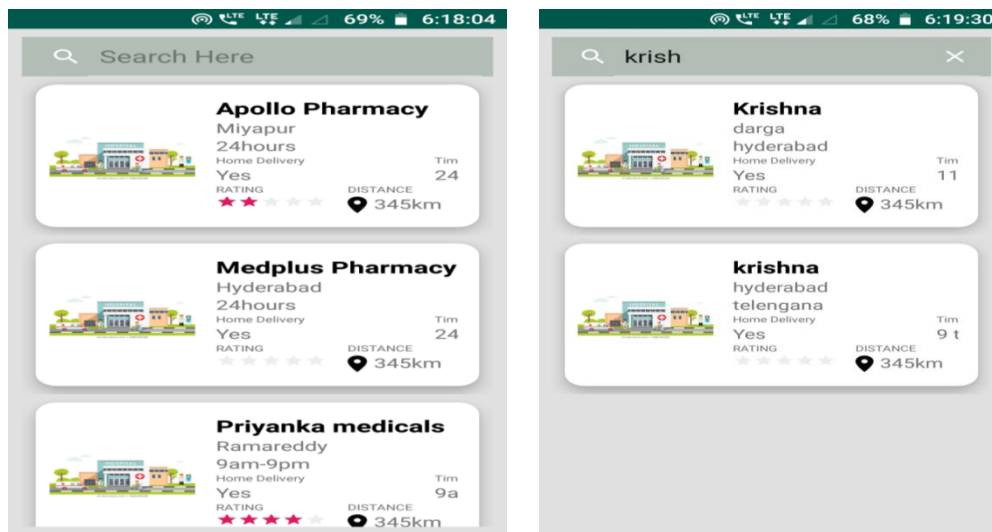 69% 6:18:04
Search Here
Apollo Pharmacy
Miyapur
24hours
Home Delivery Tim
Yes 24
RATING DISTANCE
345km
Medplus Pharmacy
Hyderabad
24hours
Home Delivery Tim
Yes 24
RATING DISTANCE
345km
Priyanka medicals
Ramareddy
9am-9pm
Home Delivery Tim
Yes 9a
RATING DISTANCE
345km
LTE LTE 68% 6:19:30
krish
Krishna
darga
hyderabad
Home Delivery Tim
Yes 11
RATING DISTANCE
345km
krishna
hyderabad
telengana
Home Delivery Tim
Yes 9 t
RATING DISTANCE
345km